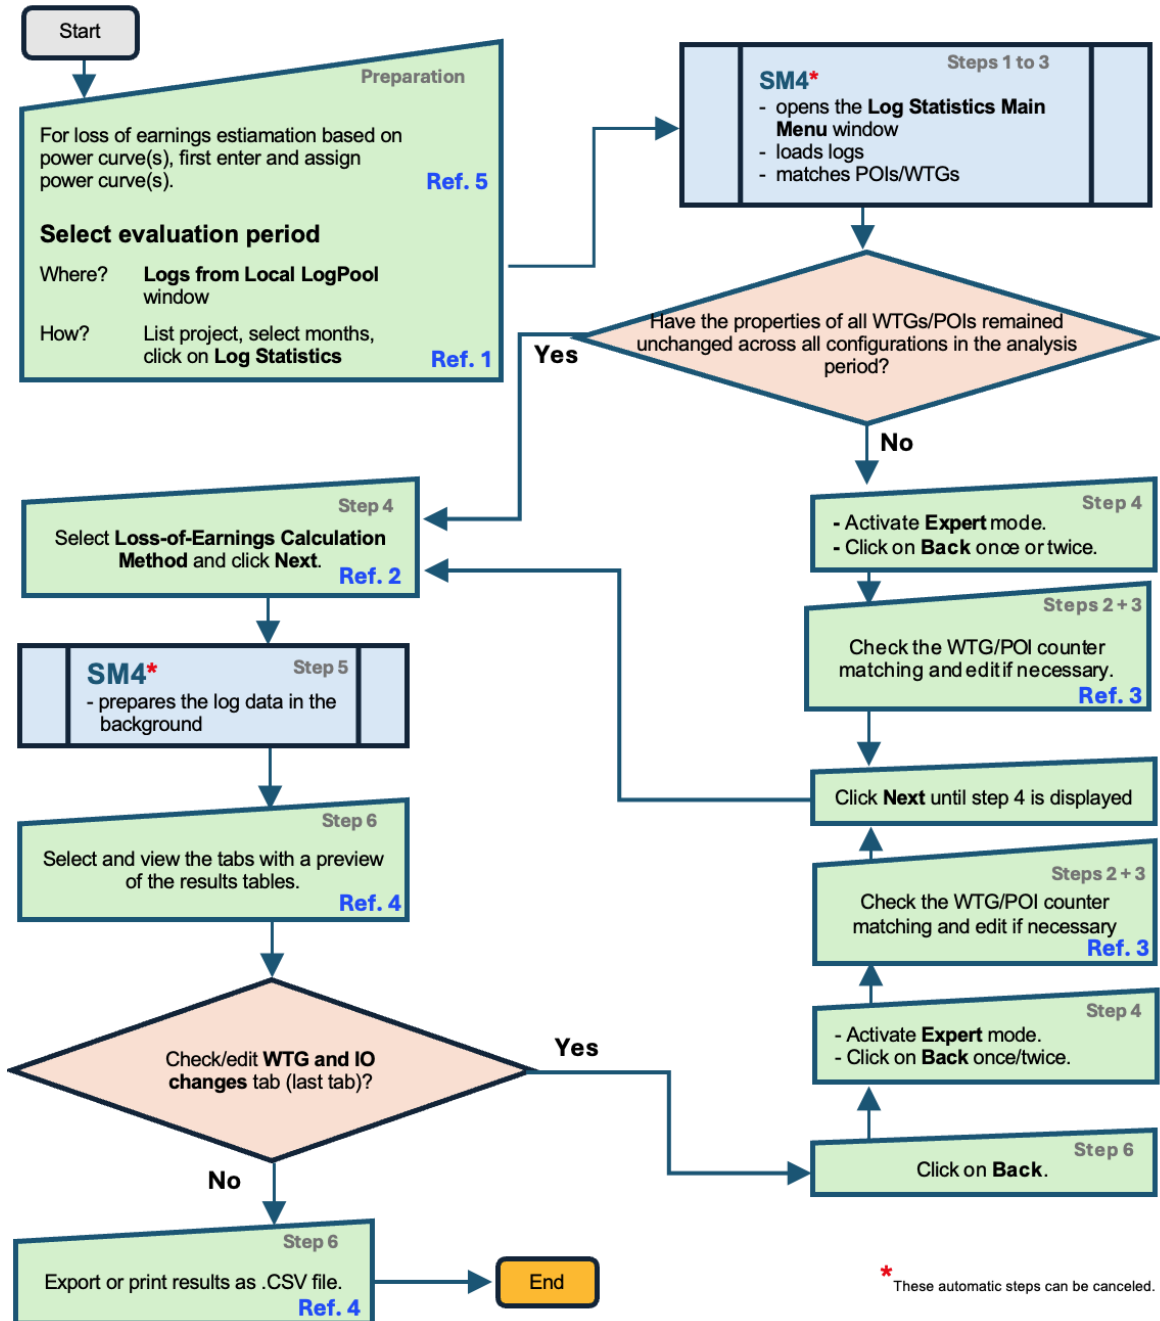 Start
Preparation
For loss of earnings estiamation based on
power curve(s), first enter and assign
power curve(s).
Ref. 5
Select evaluation period
Where? Logs from Local LogPool
window
How? List project, select months,
click on Log Statistics
Ref. 1
Steps 1 to 3
SM4*
- opens the Log Statistics Main
Menu window
- loads logs
- matches POIs/WTGs
Have the properties of all WTGs/POIs remained
unchanged across all configurations in the analysis
period?
Yes
No
Step 4
- Activate Expert mode.
- Click on Back once or twice.
Steps 2 + 3
Check the WTG/POI counter
matching and edit if necessary.
Ref. 3
Click Next until step 4 is displayed
Step 4
Select Loss-of-Earnings Calculation
Method and click Next.
Ref. 2
Step 5
SM4*
- prepares the log data in the
background
Step 6
Select and view the tabs with a preview
of the results tables.
Ref. 4
Check/edit WTG and IO
changes tab (last tab)?
Yes
No
Step 6
Click on Back.
Step 4
- Activate Expert mode.
- Click on Back once/twice.
Steps 2 + 3
Check the WTG/POI counter
matching and edit if necessary
Ref. 3
Step 6
Export or print results as .CSV file.
Ref. 4
End
*These automatic steps can be canceled.